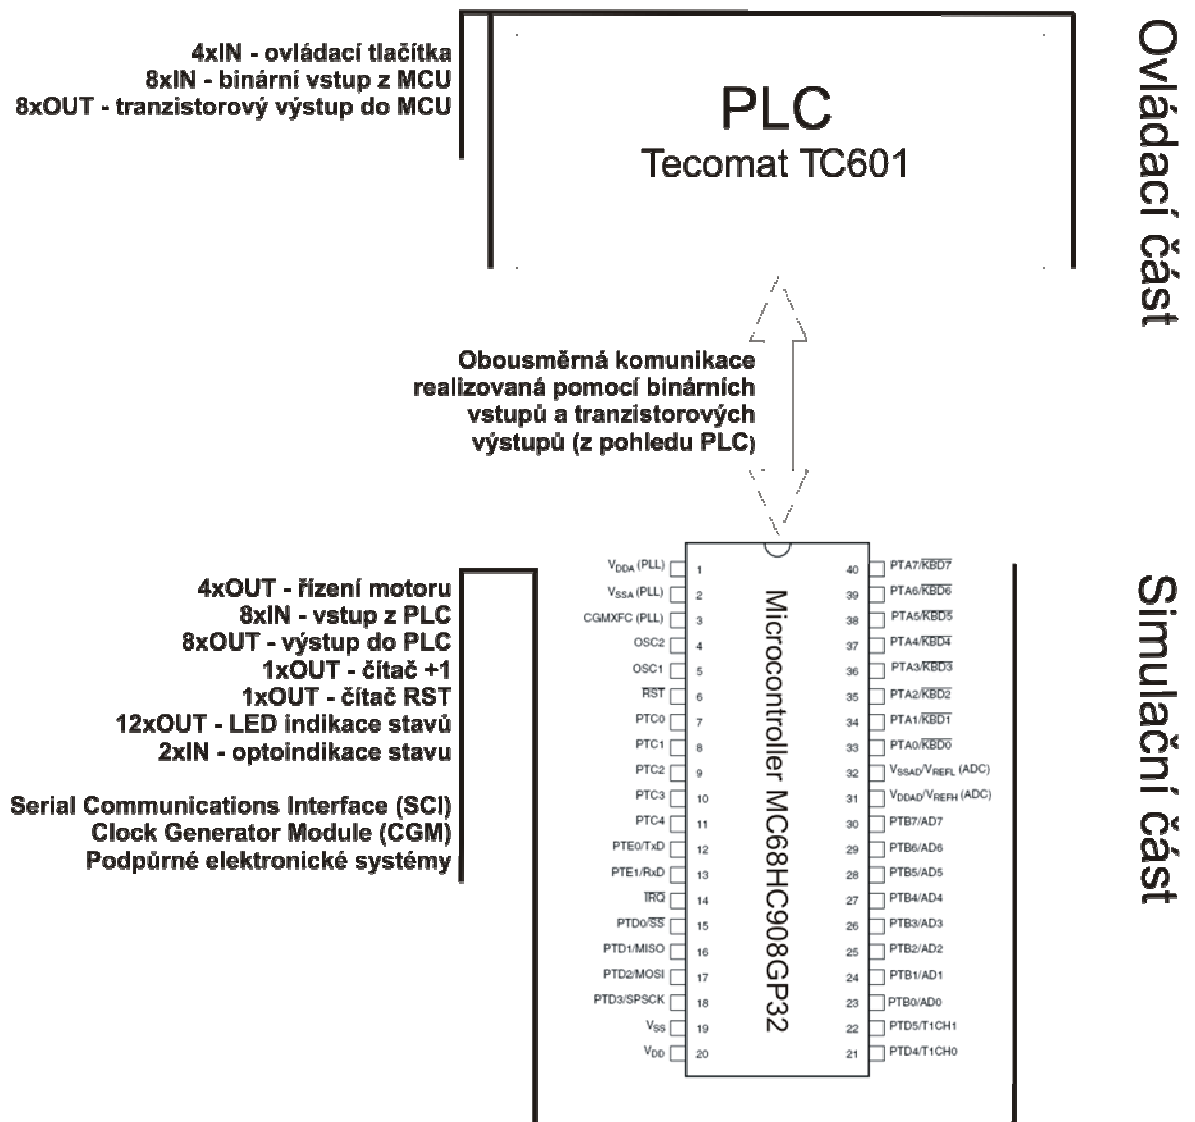 4xIN - ovládací tlačítka
8xIN - binární vstup z MCU
8xOUT - tranzistorový výstup do MCU
PLC
Tecomat TC601
Ovládací část
Obousměrná komunikace
realizovaná pomocí binárních
vstupů a tranzistorových
výstupů (z pohledu PLC)
4xOUT - řízení motoru
8xIN - vstup z PLC
8xOUT - výstup do PLC
1xOUT - čítač +1
1xOUT - čítač RST
12xOUT - LED indikace stavů
2xIN - optoindikace stavu
Serial Communications Interface (SCI)
Clock Generator Module (CGM)
Podpůrné elektronické systémy
VDDA (PLL) 1
VSSA (PLL) 2
CGMXFC (PLL) 3
OSC2 4
OSC1 5
RST 6
PTC0 7
PTC1 8
PTC2 9
PTC3 10
PTC4 11
PTE0/TxD 12
PTE1/RxD 13
IRQ 14
PTD0/SS 15
PTD1/MISO 16
PTD2/MOSI 17
PTD3/SPSCK 18
VSS 19
VDD 20
Microcontroller MC68HC908GP32
40 PTA7/KBD7
39 PTA6/KBD6
38 PTA5/KBD5
37 PTA4/KBD4
36 PTA3/KBD3
35 PTA2/KBD2
34 PTA1/KBD1
33 PTA0/KBD0
32 VSSAD/VREFL (ADC)
31 VDDAD/VREFH (ADC)
30 PTB7/AD7
29 PTB6/AD6
28 PTB5/AD5
27 PTB4/AD4
26 PTB3/AD3
25 PTB2/AD2
24 PTB1/AD1
23 PTB0/AD0
22 PTD5/T1CH1
21 PTD4/T1CH0
Simulační část